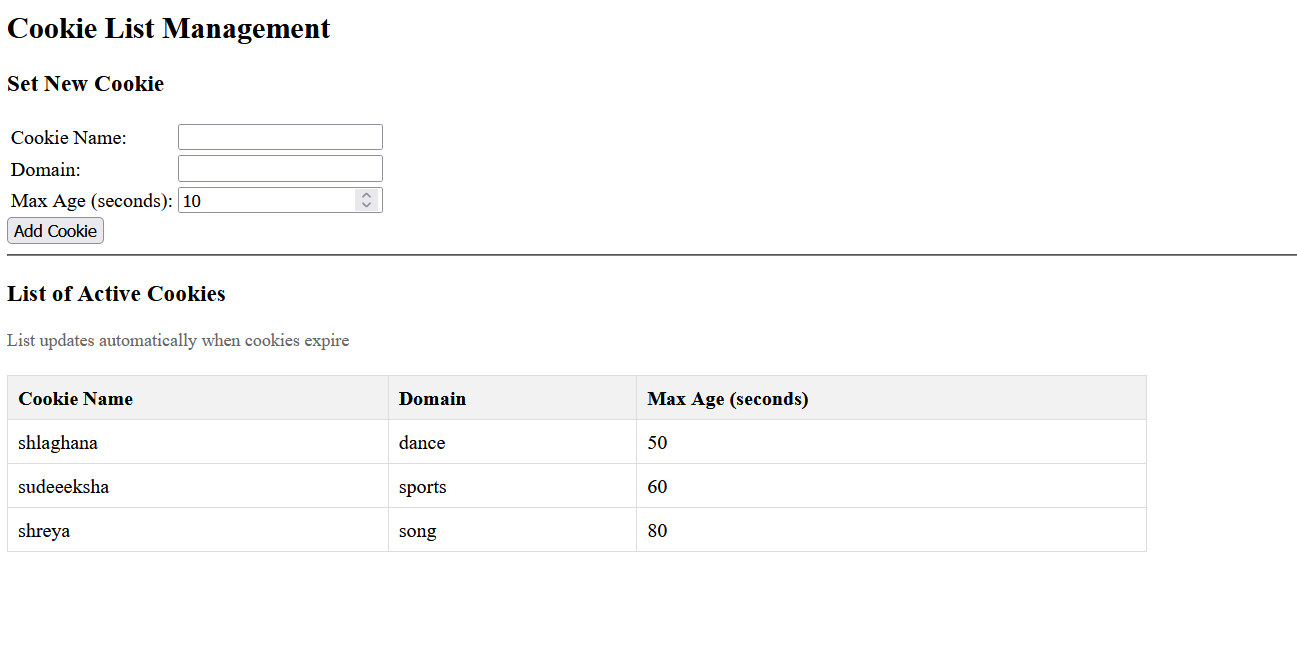 Cookie List Management
Set New Cookie
Cookie Name:
Domain:
Max Age (seconds): 10
Add Cookie
List of Active Cookies
List updates automatically when cookies expire
Cookie Name Domain Max Age (seconds)
shlaghana dance 50
sudeeeksha sports 60
shreya song 80